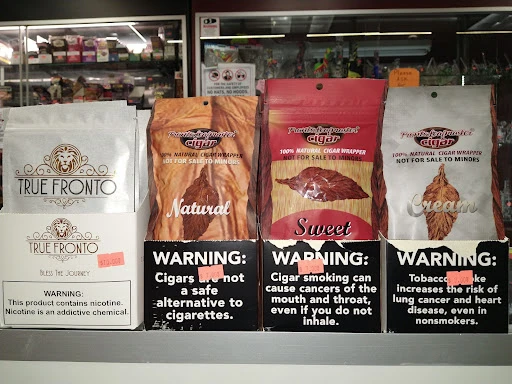 TRUE FRONTO
TRUE FRONTO
BLESS THE JOURNEY
WARNING:
This product contains nicotine.
Nicotine is an addictive chemical.
cigar
100% NATURAL CIGAR WRAPPER
NOT FOR SALE TO MINORS
Natural
WARNING:
Cigars are not
a safe
alternative to
cigarettes.
cigar
100% NATURAL CIGAR WRAPPER
NOT FOR SALE TO MINORS
Sweet
WARNING:
Cigar smoking can
cause cancers of the
mouth and throat,
even if you do not
inhale.
cigar
100% NATURAL CIGAR WRAPPER
NOT FOR SALE TO MINORS
Cream
WARNING:
Tobacco smoke
increases the risk of
lung cancer and heart
disease, even in
nonsmokers.